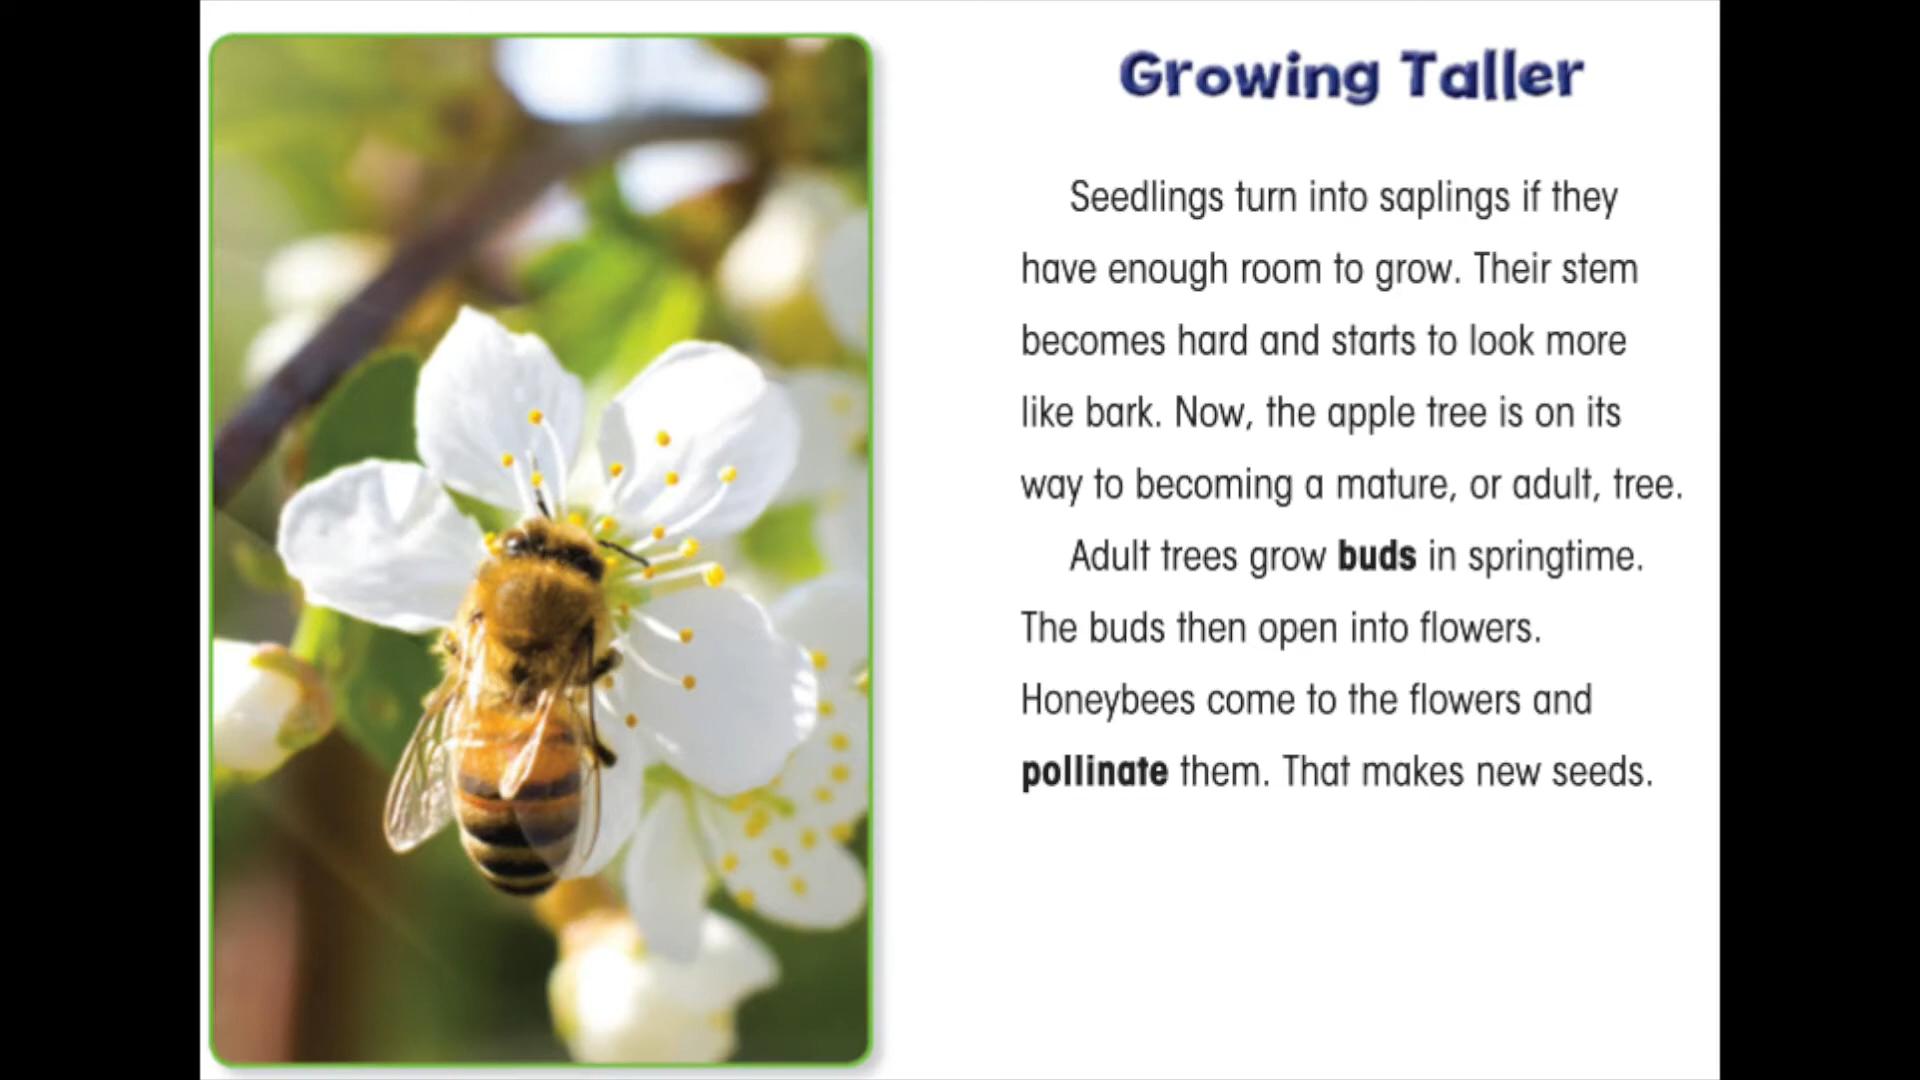 Growing Taller
Seedlings turn into saplings if they
have enough room to grow. Their stem
becomes hard and starts to look more
like bark. Now, the apple tree is on its
way to becoming a mature, or adult, tree.
Adult trees grow buds in springtime.
The buds then open into flowers.
Honeybees come to the flowers and
pollinate them. That makes new seeds.